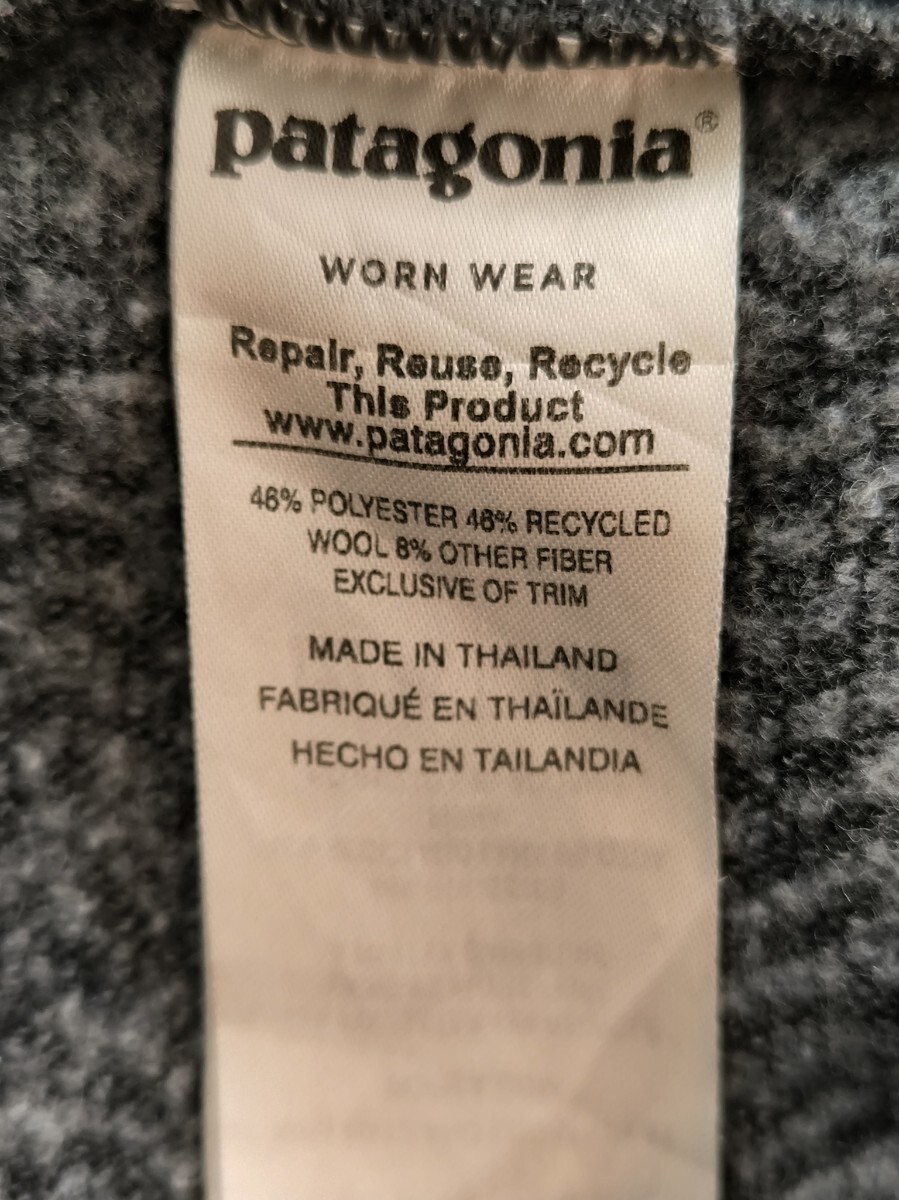 patagonia®
WORN WEAR
Repair, Reuse, Recycle
This Product
www.patagonia.com
46% POLYESTER 46% RECYCLED
WOOL 8% OTHER FIBER
EXCLUSIVE OF TRIM
MADE IN THAILAND
FABRIQUÉ EN THAÏLANDE
HECHO EN TAILANDIA